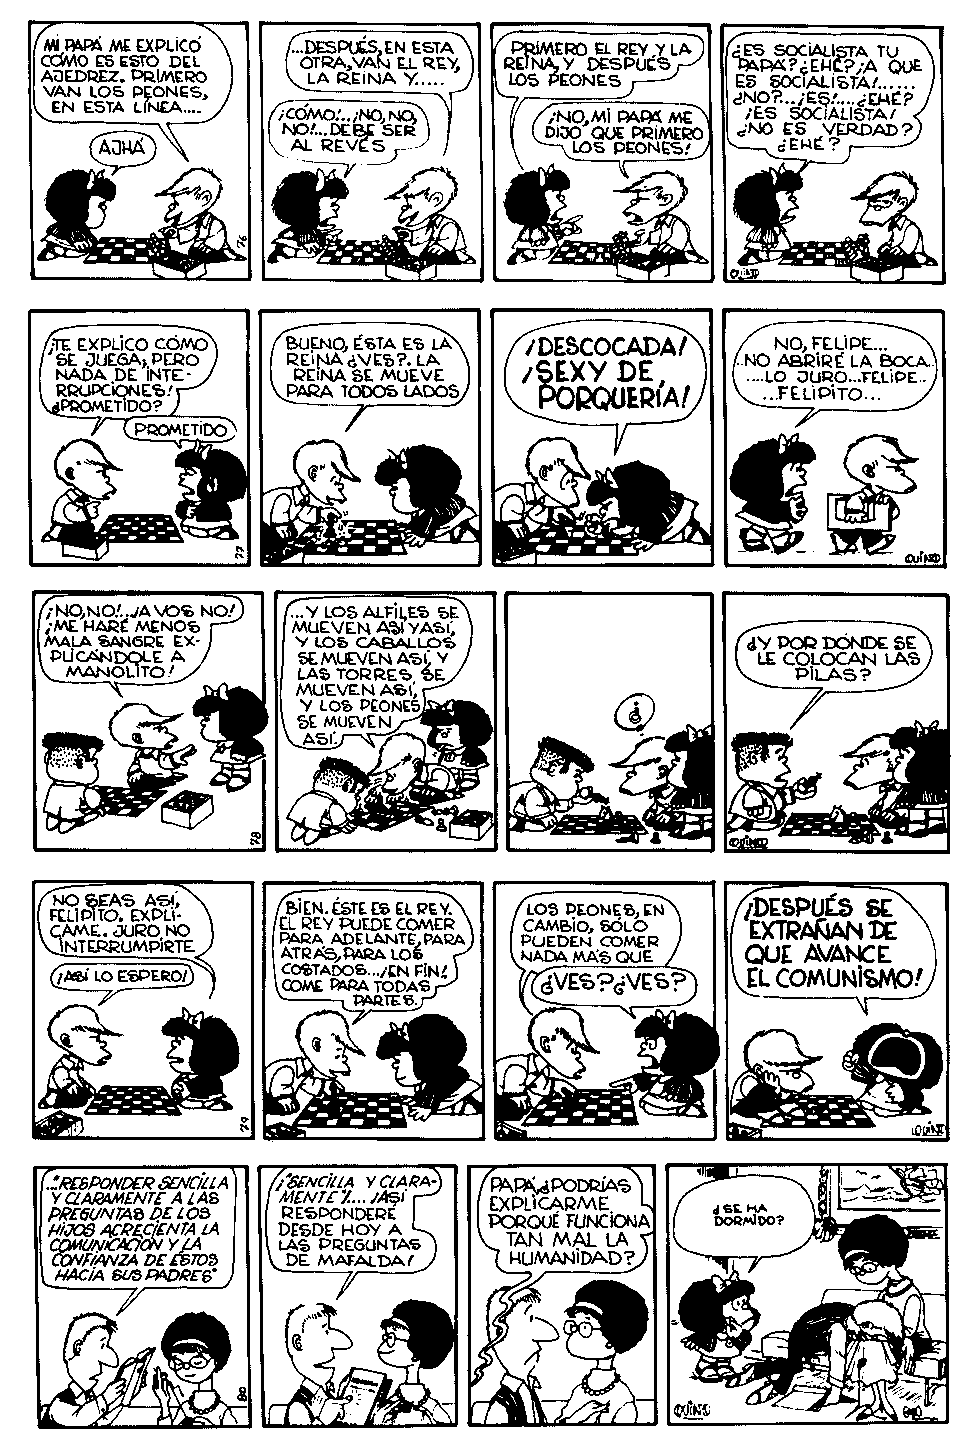 MI PAPÁ ME EXPLICÓ
CÓMO ES ESTO DEL
AJEDREZ. PRIMERO
VAN LOS PEONES,
EN ESTA LÍNEA.....
AJHÁ
76
...DESPUÉS, EN ESTA
OTRA, VAN EL REY,
LA REINA Y.....
¡CÓMO!...¡NO, NO,
NO!... DEBE SER
AL REVÉS
PRIMERO EL REY Y LA
REINA, Y DESPUÉS
LOS PEONES
¡NO, MI PAPÁ ME
DIJO QUE PRIMERO
LOS PEONES!
¿ES SOCIALISTA TU
PAPÁ? ¿EHÉ? ¡A QUE
ES SOCIALISTA!......
¿NO?...¡ES!....¿EHÉ?
¡ES SOCIALISTA!
¿NO ES VERDAD?
¿EHÉ?
QUINO
¡TE EXPLICO CÓMO
SE JUEGA, PERO
NADA DE INTE-
RRUPCIONES!
¿PROMETIDO?
PROMETIDO
77
BUENO, ÉSTA ES LA
REINA ¿VES?. LA
REINA SE MUEVE
PARA TODOS LADOS
¡DESCOCADA!
¡SEXY DE
PORQUERÍA!
NO, FELIPE...
..NO ABRIRÉ LA BOCA
....LO JURO...FELIPE..
...FELIPITO...
QUINO
¡NO, NO!...¡A VOS NO!
¡ME HARÉ MENOS
MALA SANGRE EX-
PLICÁNDOLE A
MANOLITO!
78
...Y LOS ALFILES SE
MUEVEN ASÍ Y ASÍ,
Y LOS CABALLOS
SE MUEVEN ASÍ, Y
LAS TORRES SE
MUEVEN ASÍ,
Y LOS PEONES
SE MUEVEN
ASÍ.
¿
¿Y POR DÓNDE SE
LE COLOCAN LAS
PILAS?
QUINO
NO SEAS ASÍ,
FELIPITO. EXPLÍ-
CAME. JURO NO
INTERRUMPIRTE
¡ASÍ LO ESPERO!
79
BIEN. ÉSTE ES EL REY.
EL REY PUEDE COMER
PARA ADELANTE, PARA
ATRÁS, PARA LOS
COSTADOS...¡EN FIN!
COME PARA TODAS
PARTES.
LOS PEONES, EN
CAMBIO, SÓLO
PUEDEN COMER
NADA MÁS QUE
¿VES? ¿VES?
¡DESPUÉS SE
EXTRAÑAN DE
QUE AVANCE
EL COMUNISMO!
QUINO
..."RESPONDER SENCILLA
Y CLARAMENTE A LAS
PREGUNTAS DE LOS
HIJOS ACRECIENTA LA
COMUNICACIÓN Y LA
CONFIANZA DE ÉSTOS
HACIA SUS PADRES"
80
¡"SENCILLA Y CLARA-
MENTE"!....¡ASÍ
RESPONDERÉ
DESDE HOY A
LAS PREGUNTAS
DE MAFALDA!
PAPÁ ¿PODRÍAS
EXPLICARME
PORQUÉ FUNCIONA
TAN MAL LA
HUMANIDAD?
¿SE HA
DORMIDO?
QUINO